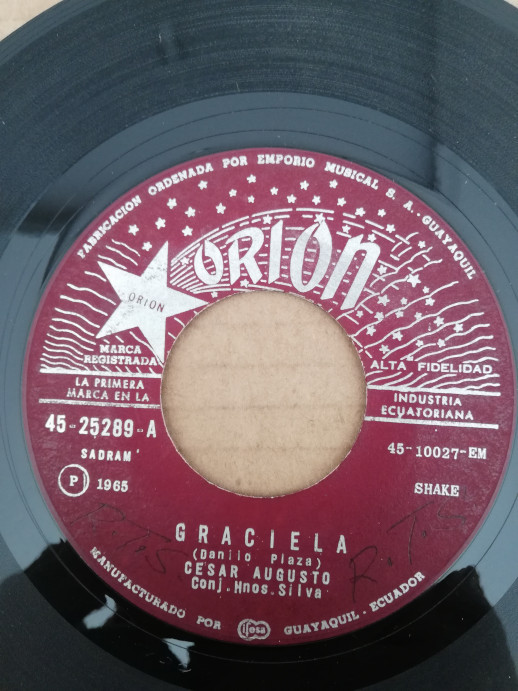 FABRICACION ORDENADA POR EMPORIO MUSICAL S.A.-GUAYAQUIL
ORION
ORION
MARCA REGISTRADA
ALTA FIDELIDAD
LA PRIMERA MARCA EN LA
INDUSTRIA ECUATORIANA
45-25289-A
45-10027-EM
SADRAM
P 1965
SHAKE
GRACIELA
(Danilo Plaza)
CESAR AUGUSTO
Conj. Hnos. Silva
MANUFACTURADO POR ifesa GUAYAQUIL-ECUADOR